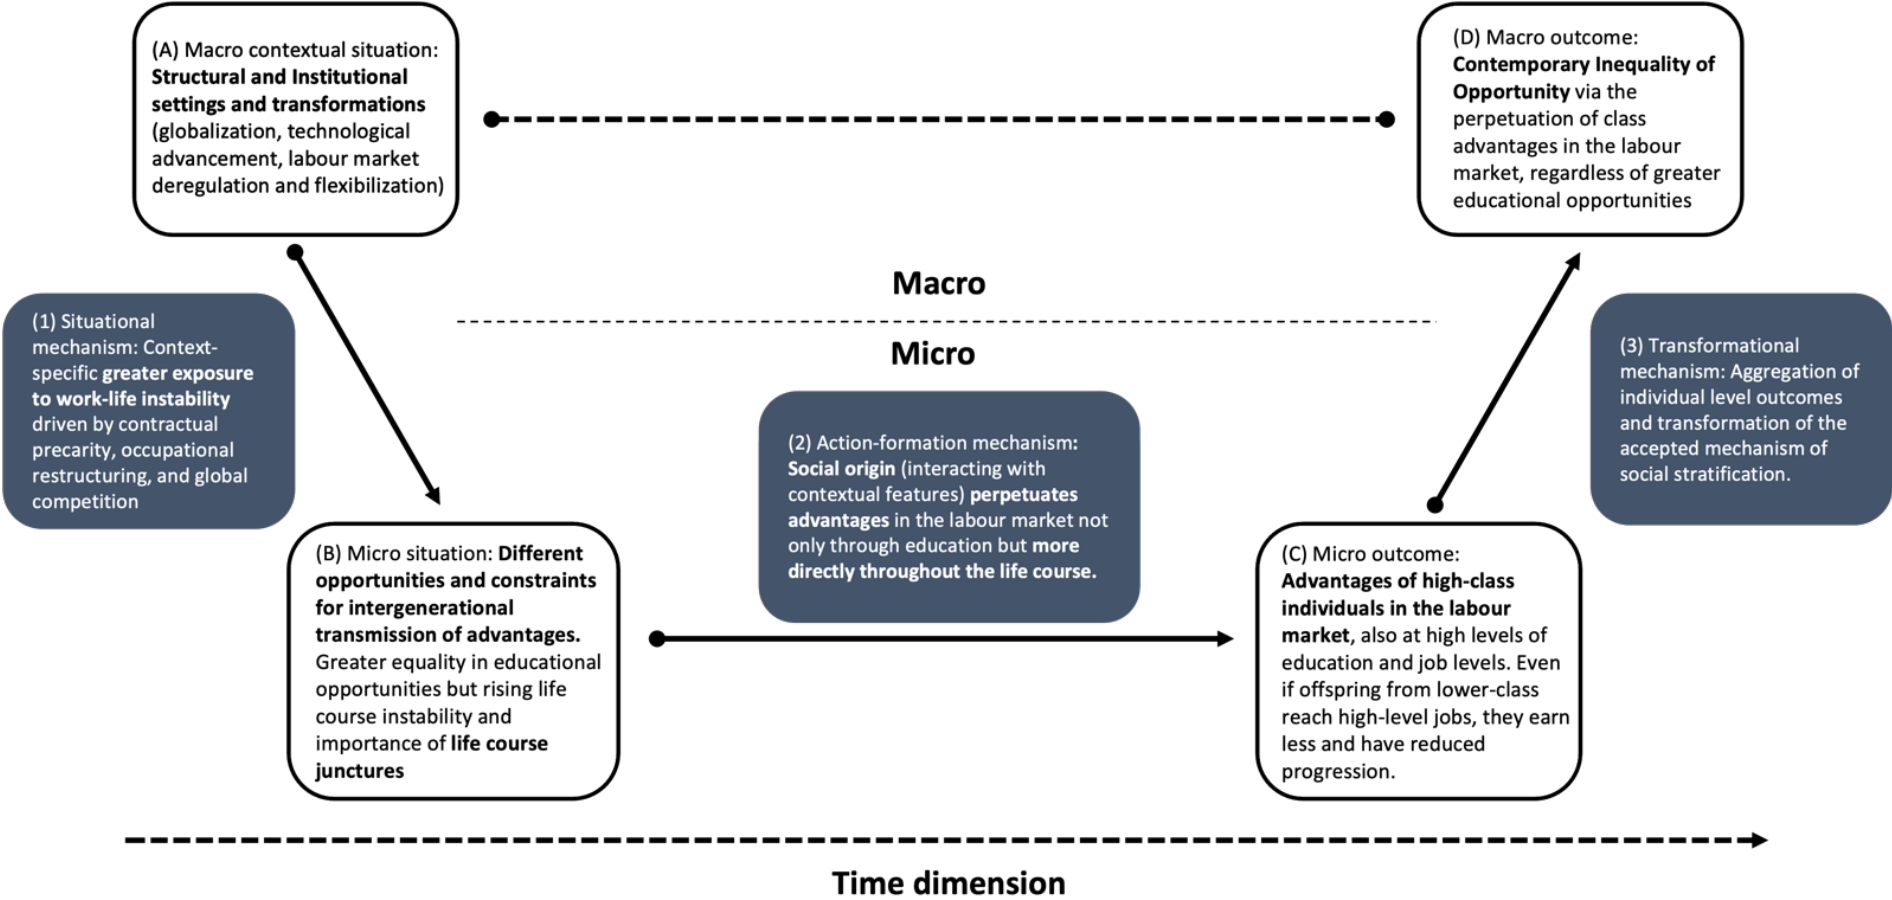 (A) Macro contextual situation:
Structural and Institutional
settings and transformations
(globalization, technological
advancement, labour market
deregulation and flexibilization)
(D) Macro outcome:
Contemporary Inequality of
Opportunity via the
perpetuation of class
advantages in the labour
market, regardless of greater
educational opportunities
Macro
Micro
(1) Situational
mechanism: Context-
specific greater exposure
to work-life instability
driven by contractual
precarity, occupational
restructuring, and global
competition
(2) Action-formation mechanism:
Social origin (interacting with
contextual features) perpetuates
advantages in the labour market not
only through education but more
directly throughout the life course.
(3) Transformational
mechanism: Aggregation of
individual level outcomes
and transformation of the
accepted mechanism of
social stratification.
(B) Micro situation: Different
opportunities and constraints
for intergenerational
transmission of advantages.
Greater equality in educational
opportunities but rising life
course instability and
importance of life course
junctures
(C) Micro outcome:
Advantages of high-class
individuals in the labour
market, also at high levels of
education and job levels. Even
if offspring from lower-class
reach high-level jobs, they earn
less and have reduced
progression.
Time dimension